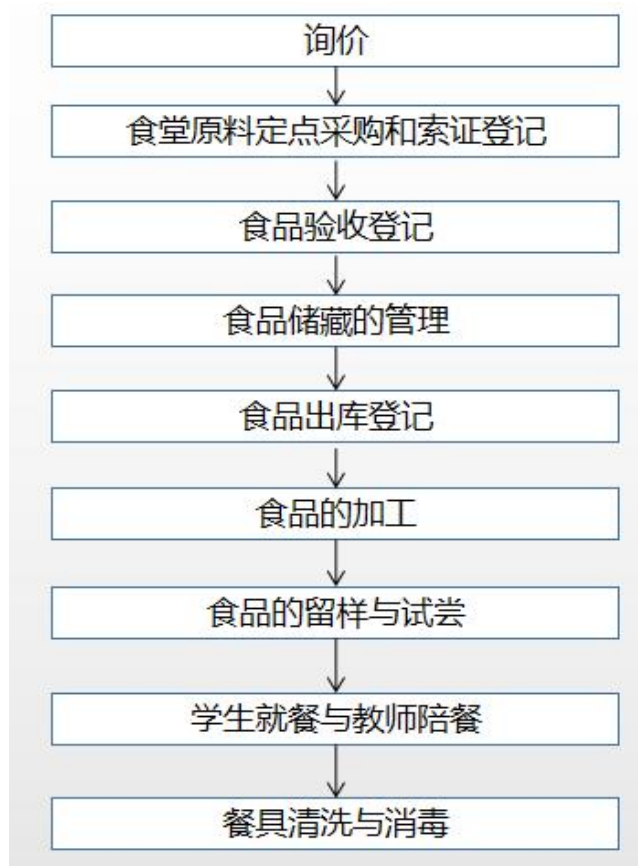 询价
食堂原料定点采购和索证登记
食品验收登记
食品储藏的管理
食品出库登记
食品的加工
食品的留样与试尝
学生就餐与教师陪餐
餐具清洗与消毒